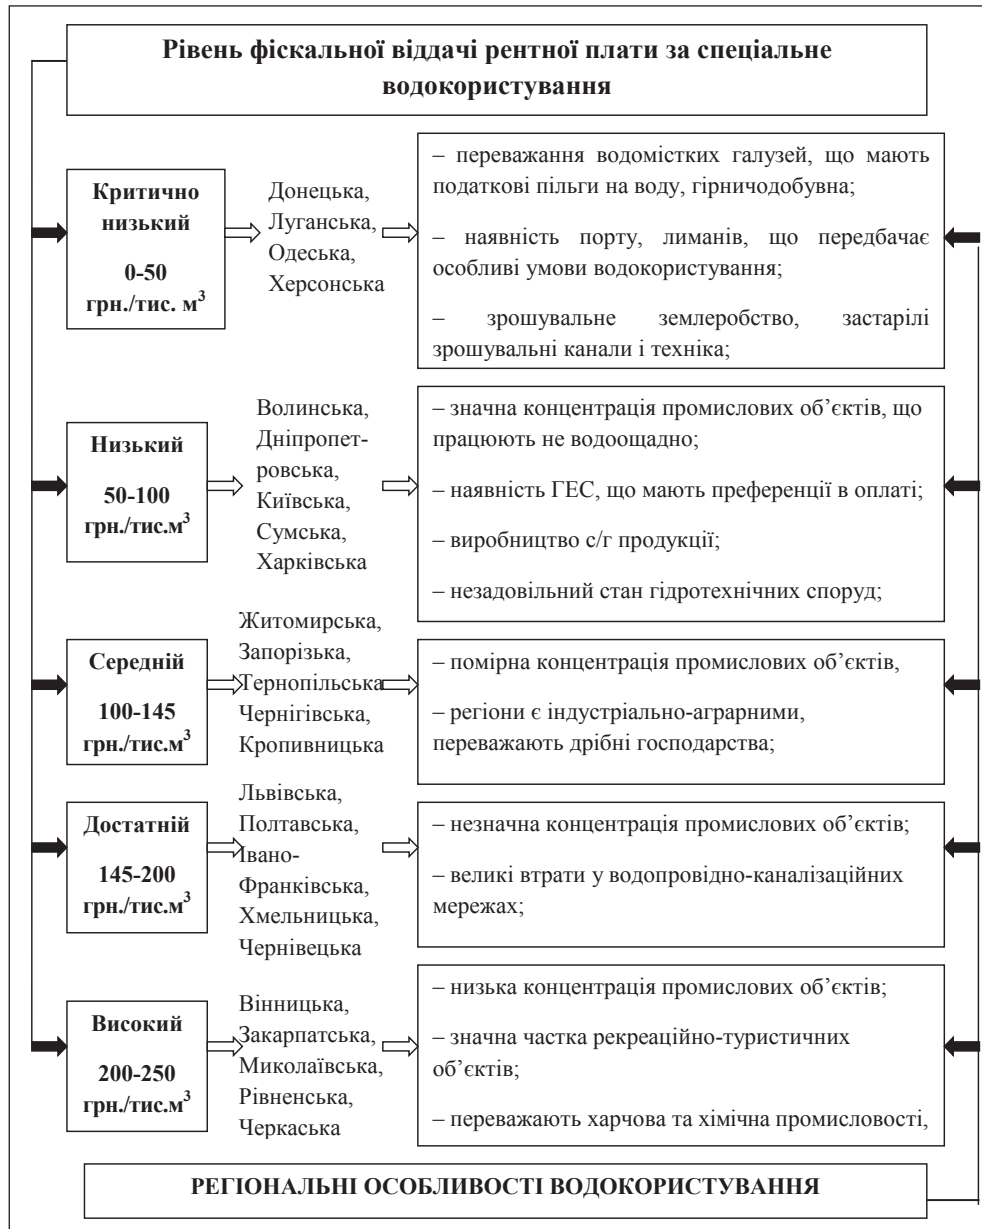 Рівень фіскальної віддачі рентної плати за спеціальне
водокористування
Критично
низький
0-50
грн./тис. м³
Донецька,
Луганська,
Одеська,
Херсонська
– переважання водомістких галузей, що мають
податкові пільги на воду, гірничодобувна;
– наявність порту, лиманів, що передбачає
особливі умови водокористування;
– зрошувальне землеробство, застарілі
зрошувальні канали і техніка;
Низький
50-100
грн./тис.м³
Волинська,
Дніпропет-
ровська,
Київська,
Сумська,
Харківська
– значна концентрація промислових об’єктів, що
працюють не водоощадно;
– наявність ГЕС, що мають преференції в оплаті;
– виробництво с/г продукції;
– незадовільний стан гідротехнічних споруд;
Середній
100-145
грн./тис.м³
Житомирська,
Запорізька,
Тернопільська
Чернігівська,
Кропивницька
– помірна концентрація промислових об’єктів,
– регіони є індустріально-аграрними,
переважають дрібні господарства;
Достатній
145-200
грн./тис.м³
Львівська,
Полтавська,
Івано-
Франківська,
Хмельницька,
Чернівецька
– незначна концентрація промислових об’єктів;
– великі втрати у водопровідно-каналізаційних
мережах;
Високий
200-250
грн./тис.м³
Вінницька,
Закарпатська,
Миколаївська,
Рівненська,
Черкаська
– низька концентрація промислових об’єктів;
– значна частка рекреаційно-туристичних
об’єктів;
– переважають харчова та хімічна промисловості,
РЕГІОНАЛЬНІ ОСОБЛИВОСТІ ВОДОКОРИСТУВАННЯ